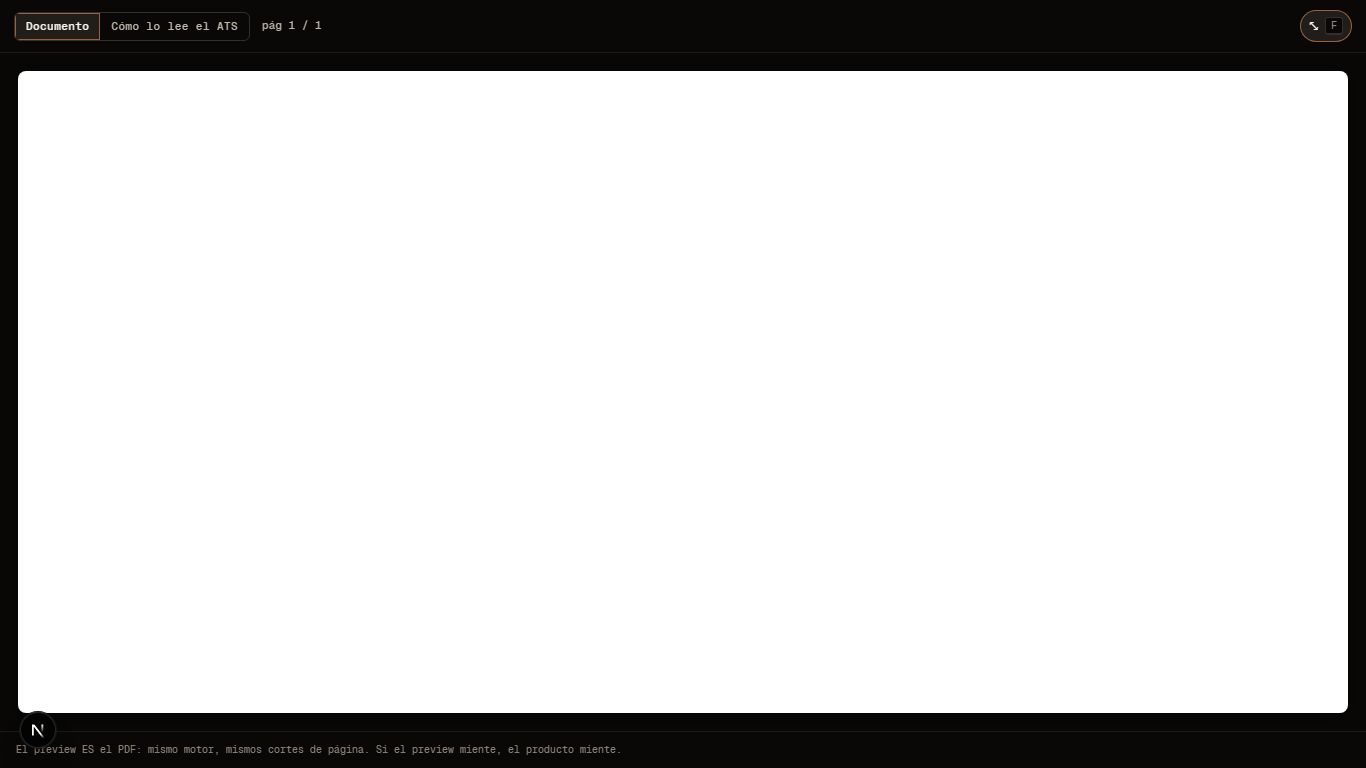 Documento Cómo lo lee el ATS pág 1 / 1 F
N
El preview ES el PDF: mismo motor, mismos cortes de página. Si el preview miente, el producto miente.